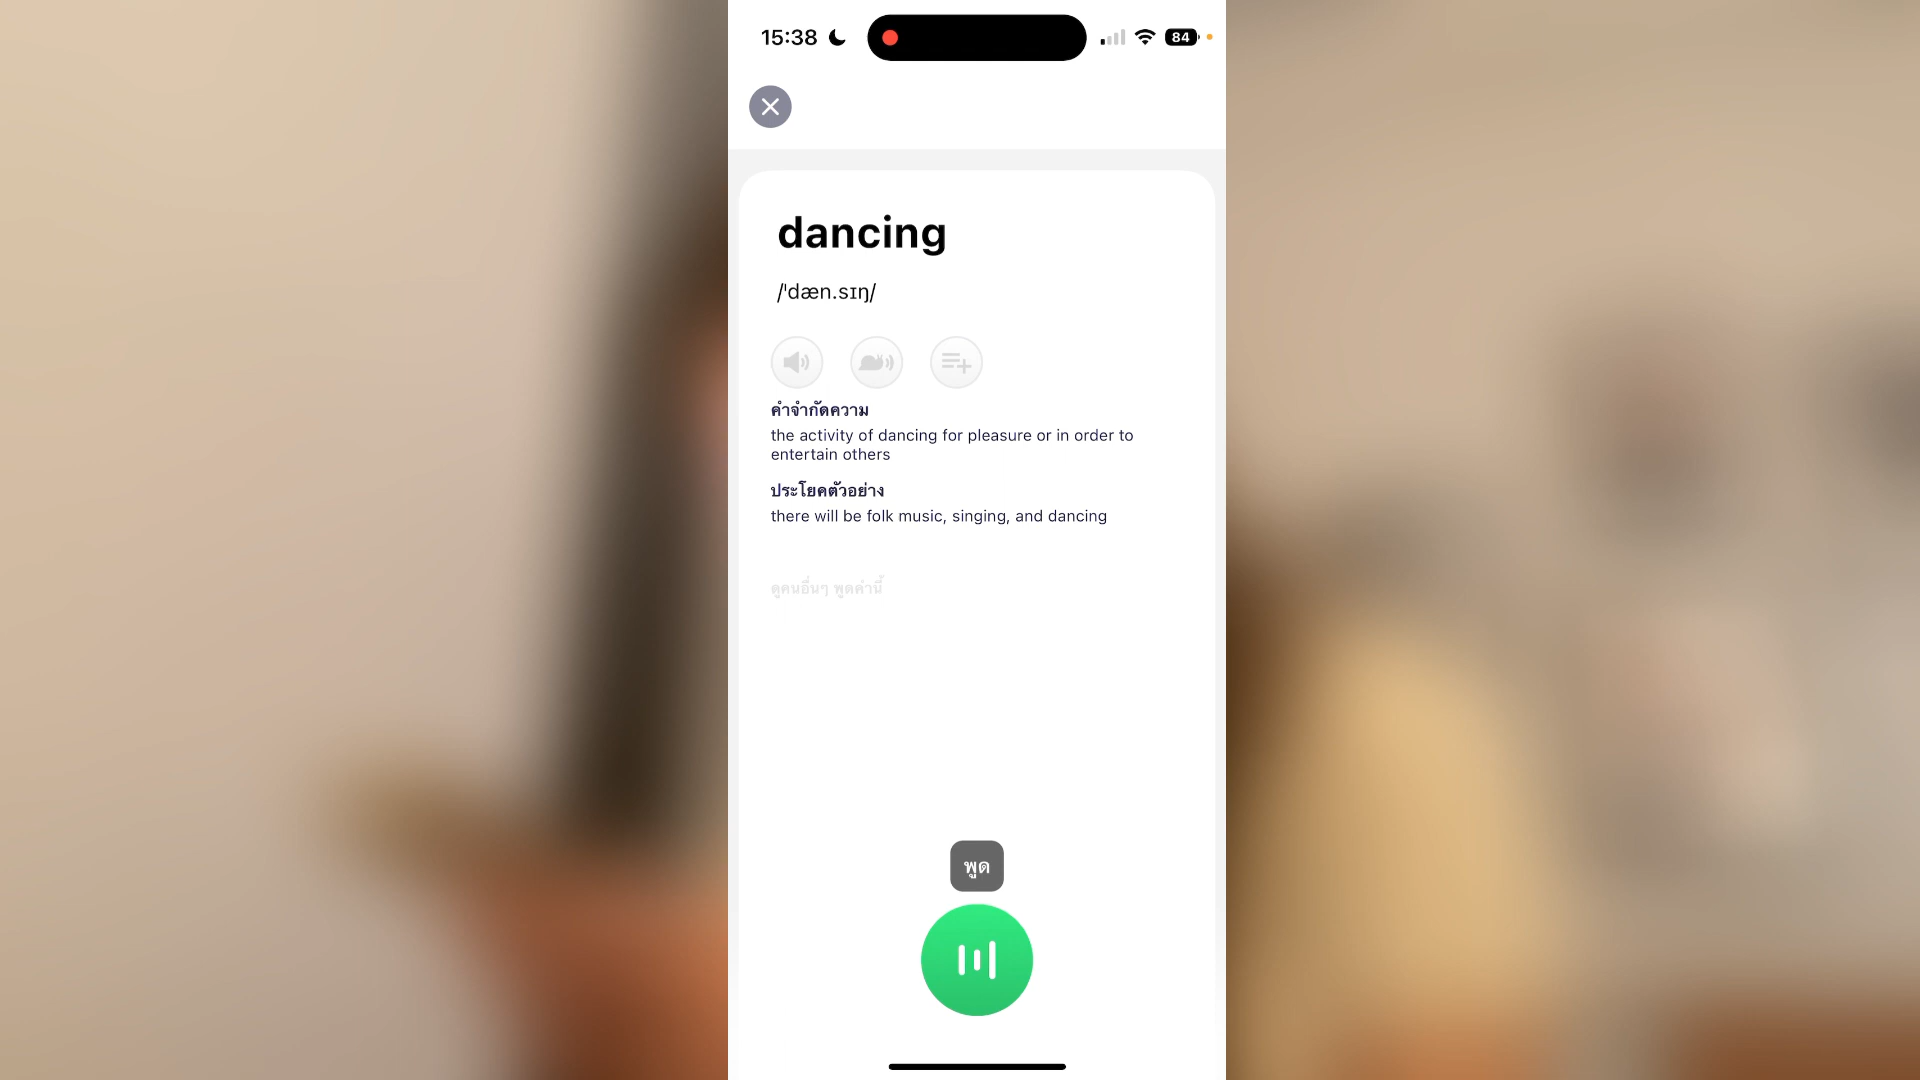 15:38
84
dancing
/ˈdæn.sɪŋ/
คำจำกัดความ
the activity of dancing for pleasure or in order to
entertain others
ประโยคตัวอย่าง
there will be folk music, singing, and dancing
ดูคนอื่นๆ พูดคำนี้
พูด